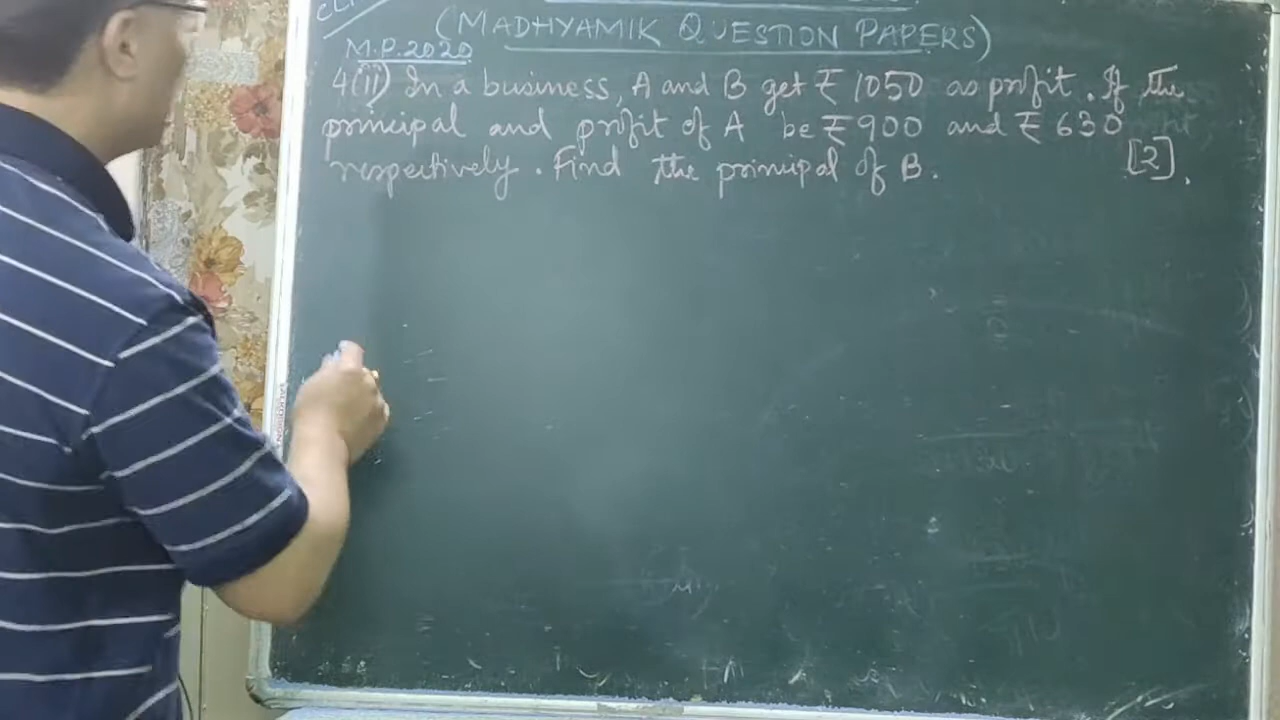 (MADHYAMIK QUESTION PAPERS)
M.P.2020
4(ii) In a business, A and B get ₹ 1050 as profit. If the
principal and profit of A be ₹ 900 and ₹ 630
respectively. Find the principal of B. [2].